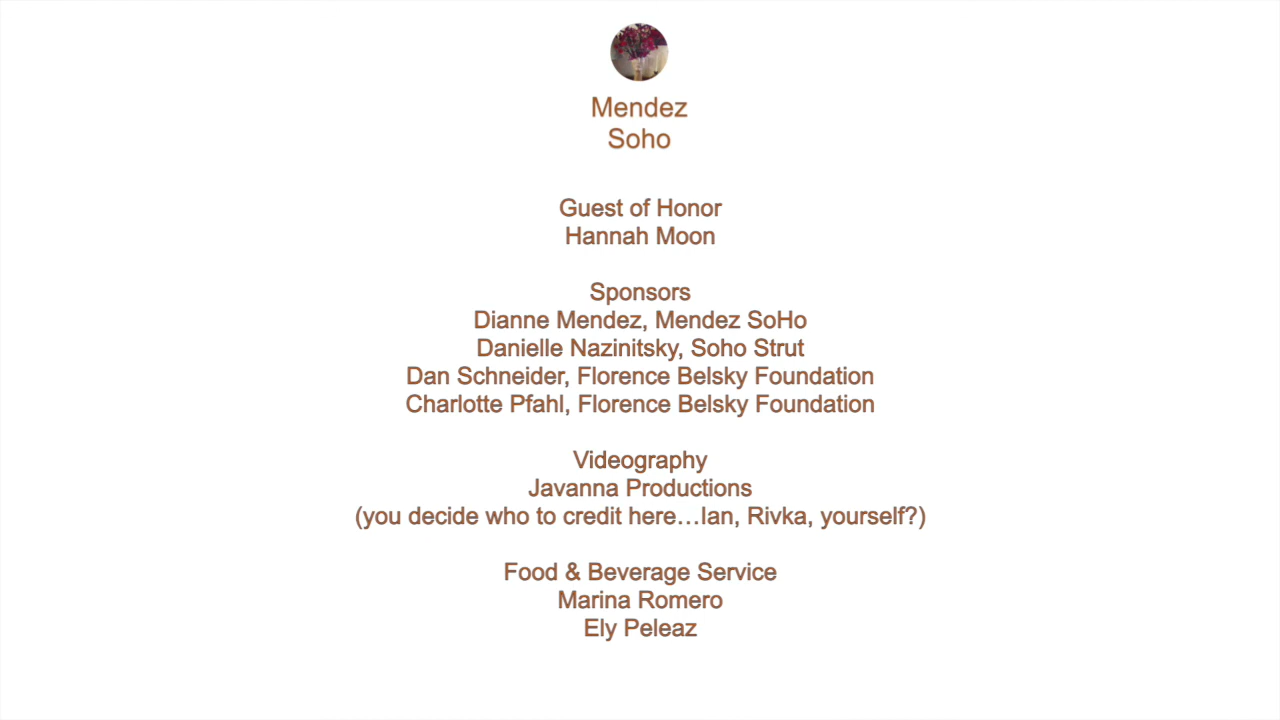 Mendez
Soho
Guest of Honor
Hannah Moon
Sponsors
Dianne Mendez, Mendez SoHo
Danielle Nazinitsky, Soho Strut
Dan Schneider, Florence Belsky Foundation
Charlotte Pfahl, Florence Belsky Foundation
Videography
Javanna Productions
(you decide who to credit here…Ian, Rivka, yourself?)
Food & Beverage Service
Marina Romero
Ely Peleaz